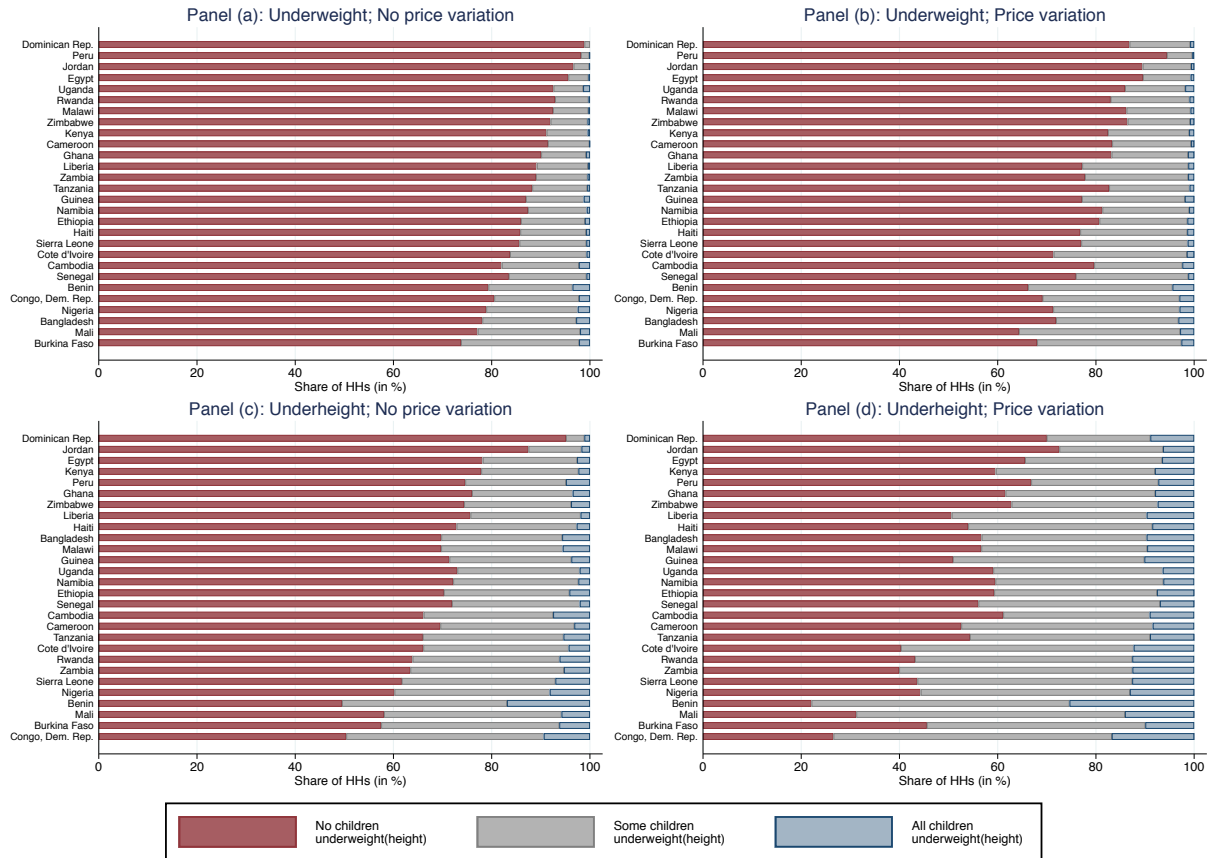 Panel (a): Underweight; No price variation
Dominican Rep.
Peru
Jordan
Egypt
Uganda
Rwanda
Malawi
Zimbabwe
Kenya
Cameroon
Ghana
Liberia
Zambia
Tanzania
Guinea
Namibia
Ethiopia
Haiti
Sierra Leone
Cote d'Ivoire
Cambodia
Senegal
Benin
Congo, Dem. Rep.
Nigeria
Bangladesh
Mali
Burkina Faso
0 20 40 60 80 100
Share of HHs (in %)
Panel (b): Underweight; Price variation
Dominican Rep.
Peru
Jordan
Egypt
Uganda
Rwanda
Malawi
Zimbabwe
Kenya
Cameroon
Ghana
Liberia
Zambia
Tanzania
Guinea
Namibia
Ethiopia
Haiti
Sierra Leone
Cote d'Ivoire
Cambodia
Senegal
Benin
Congo, Dem. Rep.
Nigeria
Bangladesh
Mali
Burkina Faso
0 20 40 60 80 100
Share of HHs (in %)
Panel (c): Underheight; No price variation
Dominican Rep.
Jordan
Egypt
Kenya
Peru
Ghana
Zimbabwe
Liberia
Haiti
Bangladesh
Malawi
Guinea
Uganda
Namibia
Ethiopia
Senegal
Cambodia
Cameroon
Tanzania
Cote d'Ivoire
Rwanda
Zambia
Sierra Leone
Nigeria
Benin
Mali
Burkina Faso
Congo, Dem. Rep.
0 20 40 60 80 100
Share of HHs (in %)
Panel (d): Underheight; Price variation
Dominican Rep.
Jordan
Egypt
Kenya
Peru
Ghana
Zimbabwe
Liberia
Haiti
Bangladesh
Malawi
Guinea
Uganda
Namibia
Ethiopia
Senegal
Cambodia
Cameroon
Tanzania
Cote d'Ivoire
Rwanda
Zambia
Sierra Leone
Nigeria
Benin
Mali
Burkina Faso
Congo, Dem. Rep.
0 20 40 60 80 100
Share of HHs (in %)
No children
underweight(height)
Some children
underweight(height)
All children
underweight(height)